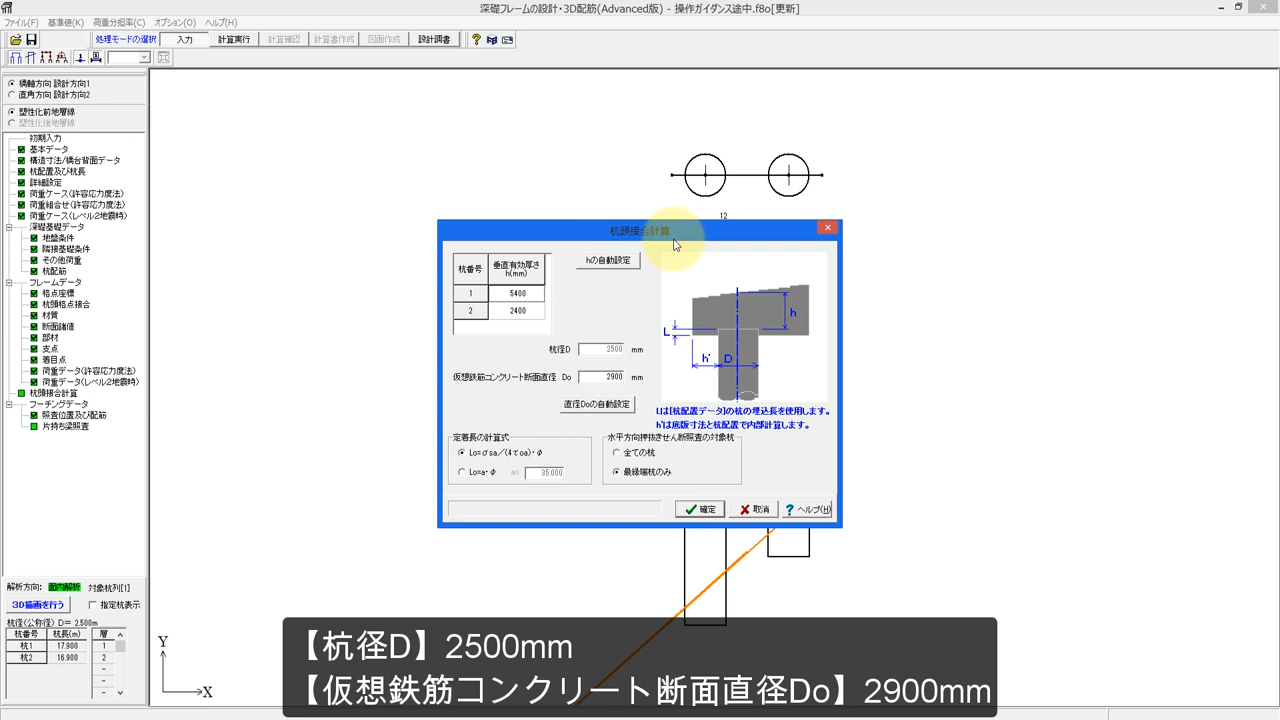 深礎フレームの設計・3D配筋(Advanced版) - 操作ガイダンス途中.f8o[更新]
ファイル(F) 基準値(K) 荷重分担率(C) オプション(O) ヘルプ(H)
処理モードの選択 入力 計算実行 計算確認 計算書作成 図面作成 設計調書
橋軸方向 設計方向1
直角方向 設計方向2
塑性化前地層線
塑性化後地層線
初期入力
基本データ
構造寸法/橋台背面データ
杭配置及び杭長
詳細設定
荷重ケース(許容応力度法)
荷重組合せ(許容応力度法)
荷重ケース(レベル2地震時)
深礎基礎データ
地盤条件
隣接基礎条件
その他荷重
杭配筋
フレームデータ
格点座標
杭頭格点接合
材質
断面諸値
部材
支点
着目点
荷重データ(許容応力度法)
荷重データ(レベル2地震時)
杭頭接合計算
フーチングデータ
照査位置及び配筋
片持ち梁照査
解析方向: 面内解析 対象杭列[1]
3D描画を行う 指定杭表示
杭径(公称径) D= 2.500m
杭番号 杭長(m) 層
杭1 17.900 1
杭2 16.900 2
12
杭頭接合計算
杭番号 垂直有効厚さ h(mm)
1 5400
2 2400
hの自動設定
杭径D 2500 mm
仮想鉄筋コンクリート断面直径 Do 2900 mm
直径Doの自動設定
L h h' D
Lは[杭配置データ]の杭の埋込長を使用します。
h'は底版寸法と杭配置で内部計算します。
定着長の計算式
Lo=σsa/(4τoa)・φ
Lo=a・φ a= 35.000
水平方向押抜きせん断照査の対象杭
全ての杭
最縁端杭のみ
確定 取消 ヘルプ(H)
Y
X
【杭径D】2500mm
【仮想鉄筋コンクリート断面直径Do】2900mm